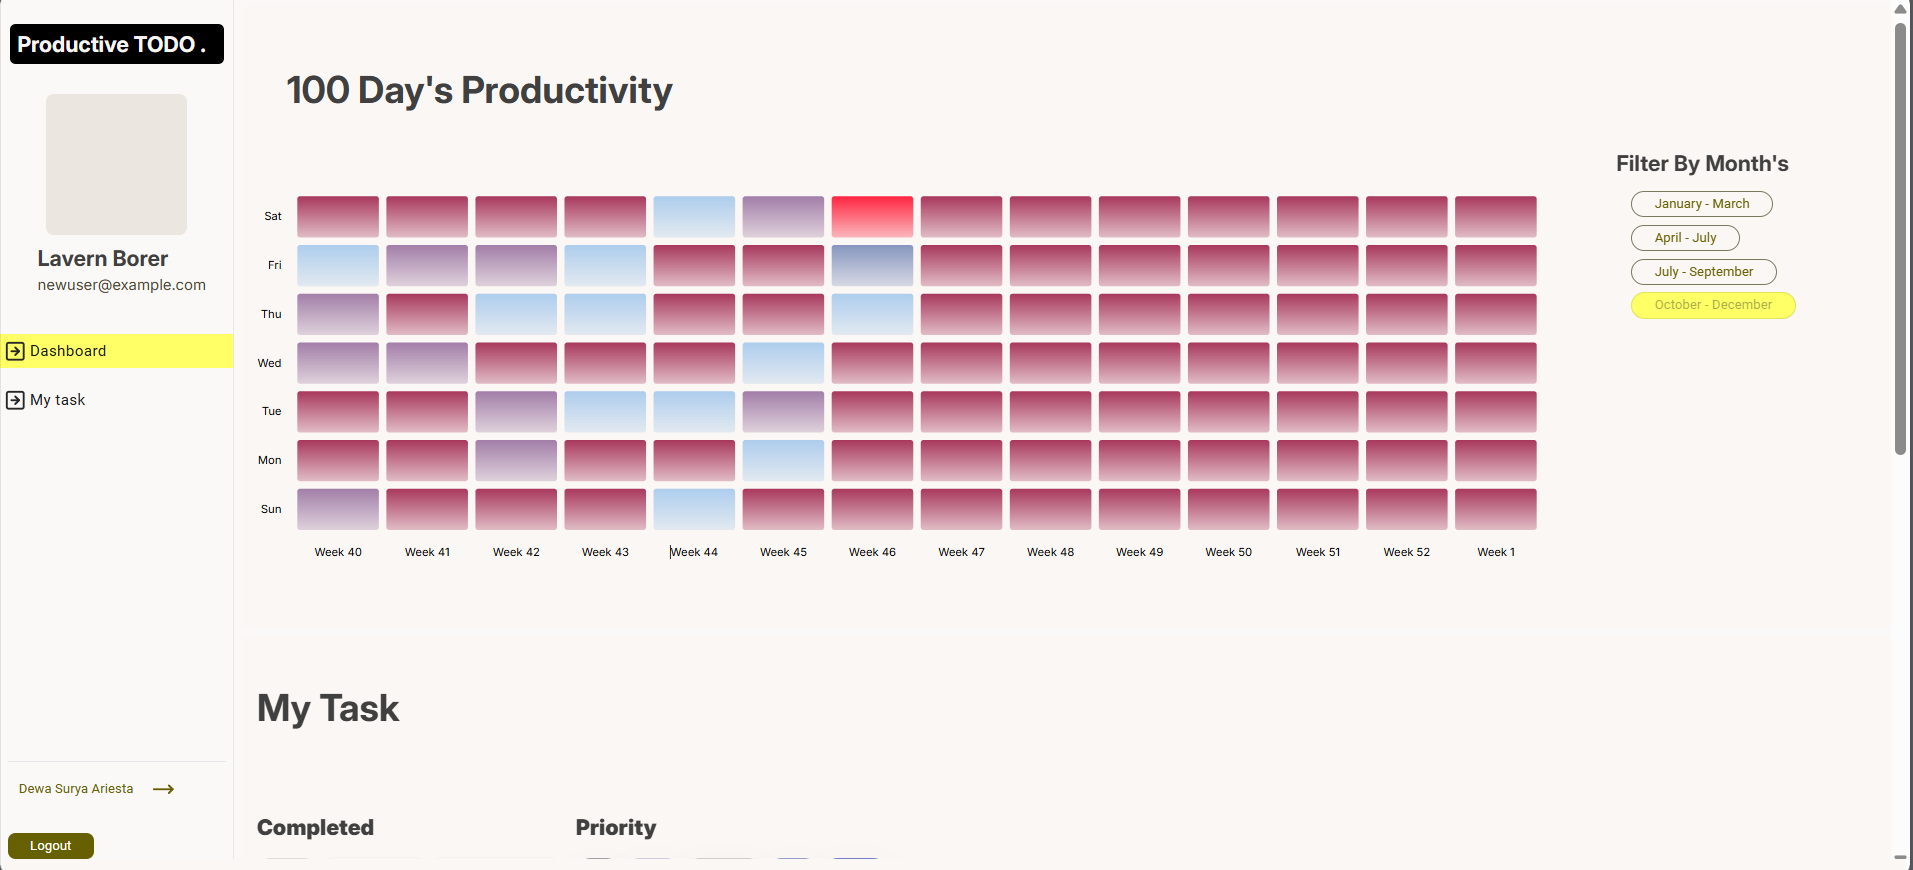 Productive TODO .
Lavern Borer
newuser@example.com
Dashboard
My task
Dewa Surya Ariesta
Logout
100 Day's Productivity
Sat
Fri
Thu
Wed
Tue
Mon
Sun
Week 40 Week 41 Week 42 Week 43 Week 44 Week 45 Week 46 Week 47 Week 48 Week 49 Week 50 Week 51 Week 52 Week 1
Filter By Month's
January - March
April - July
July - September
October - December
My Task
Completed
Priority